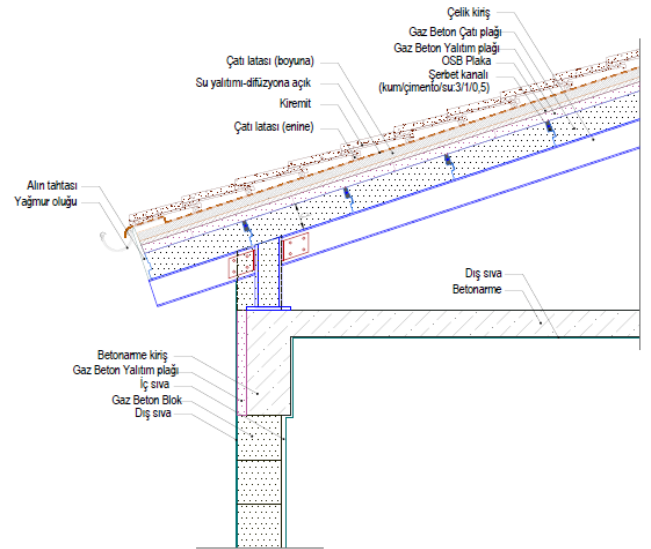 Çelik kiriş
Gaz Beton Çatı plağı
Gaz Beton Yalıtım plağı
OSB Plaka
Şerbet kanalı
(kum/çimento/su:3/1/0,5)
Çatı latası (boyuna)
Su yalıtımı-difüzyona açık
Kiremit
Çatı latası (enine)
Alın tahtası
Yağmur oluğu
Dış sıva
Betonarme
Betonarme kiriş
Gaz Beton Yalıtım plağı
İç sıva
Gaz Beton Blok
Dış sıva